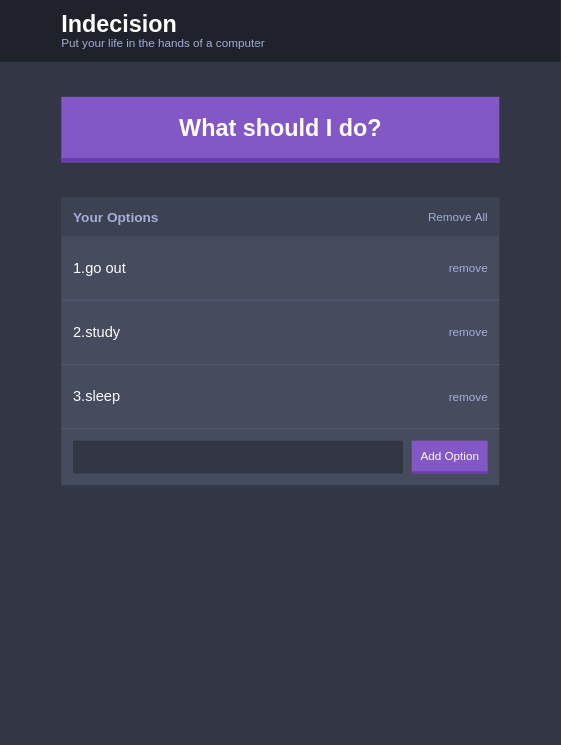 Indecision
Put your life in the hands of a computer
What should I do?
Your Options
Remove All
1.go out
remove
2.study
remove
3.sleep
remove
Add Option